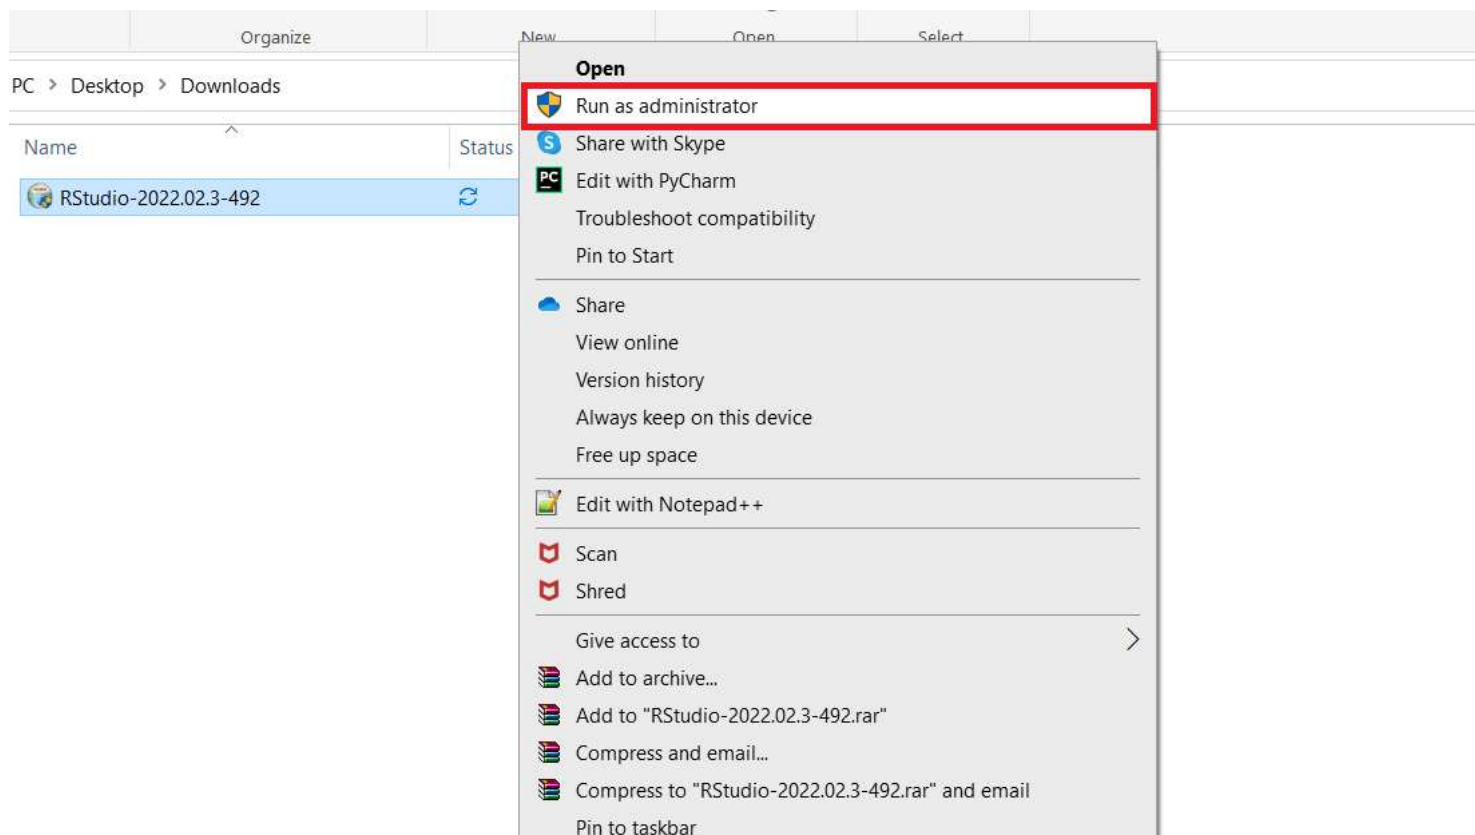 Organize
New
Open
Select
PC > Desktop > Downloads
Name
Status
RStudio-2022.02.3-492
Open
Run as administrator
Share with Skype
Edit with PyCharm
Troubleshoot compatibility
Pin to Start
Share
View online
Version history
Always keep on this device
Free up space
Edit with Notepad++
Scan
Shred
Give access to
Add to archive...
Add to "RStudio-2022.02.3-492.rar"
Compress and email...
Compress to "RStudio-2022.02.3-492.rar" and email
Pin to taskbar